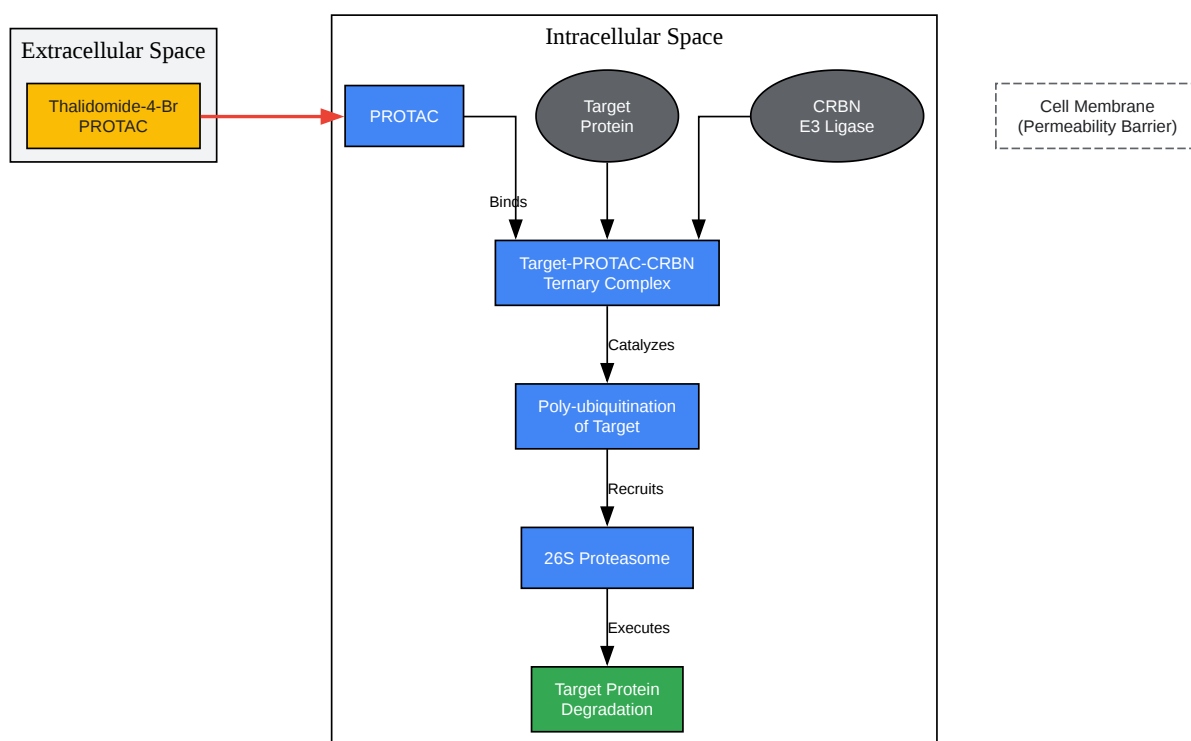 Extracellular Space
Thalidomide-4-Br
PROTAC
Intracellular Space
PROTAC
Target
Protein
CRBN
E3 Ligase
Cell Membrane
(Permeability Barrier)
Binds
Target-PROTAC-CRBN
Ternary Complex
Catalyzes
Poly-ubiquitination
of Target
Recruits
26S Proteasome
Executes
Target Protein
Degradation